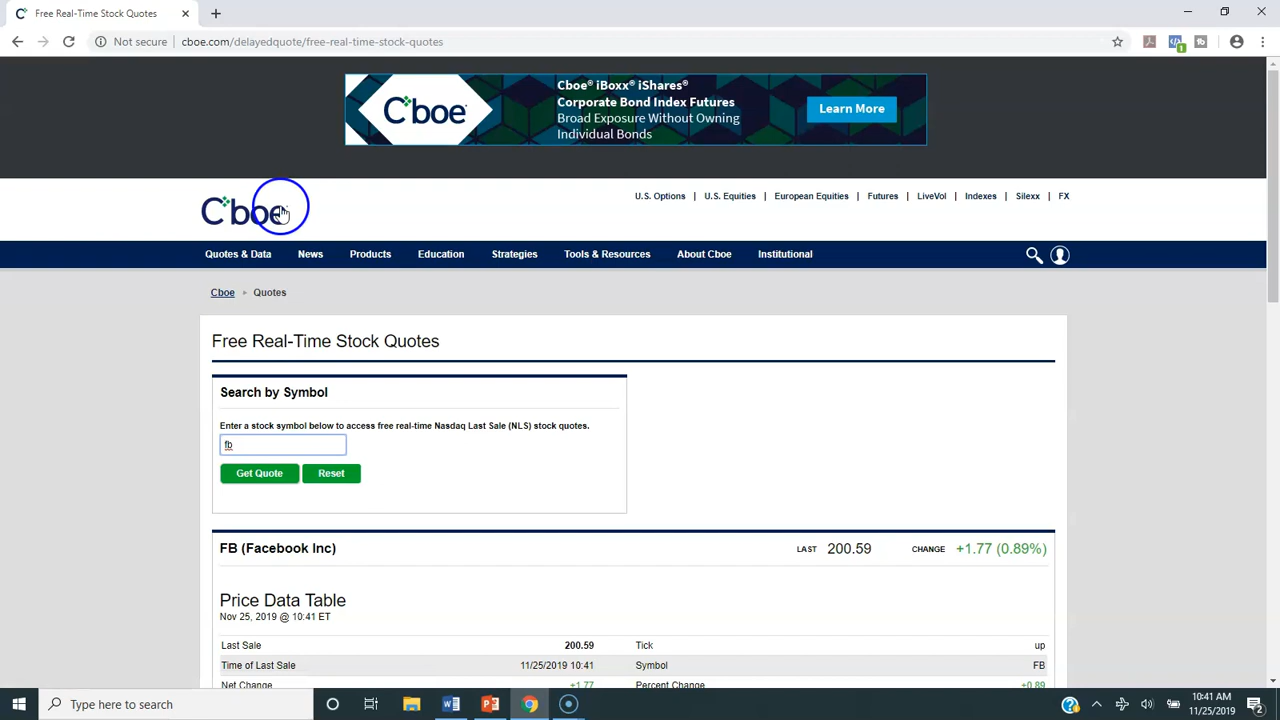 Free Real-Time Stock Quotes
Not secure
cboe.com/delayedquote/free-real-time-stock-quotes
1
Cboe
Cboe® iBoxx® iShares®
Corporate Bond Index Futures
Broad Exposure Without Owning
Individual Bonds
Learn More
Cboe
U.S. Options | U.S. Equities | European Equities | Futures | LiveVol | Indexes | Silexx | FX
Quotes & Data News Products Education Strategies Tools & Resources About Cboe Institutional
Cboe Quotes
Free Real-Time Stock Quotes
Search by Symbol
Enter a stock symbol below to access free real-time Nasdaq Last Sale (NLS) stock quotes.
fb
Get Quote Reset
FB (Facebook Inc) LAST 200.59 CHANGE +1.77 (0.89%)
Price Data Table
Nov 25, 2019 @ 10:41 ET
Last Sale 200.59 Tick up
Time of Last Sale 11/25/2019 10:41 Symbol FB
Net Change +1.77 Percent Change +0.89
Type here to search
10:41 AM
11/25/2019
2